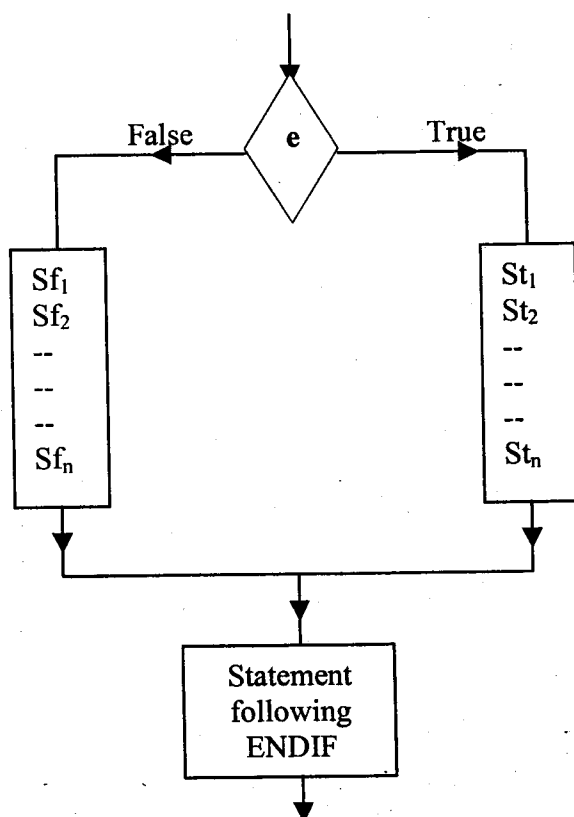 e
False
True
Sf₁
Sf₂
--
--
--
Sfₙ
St₁
St₂
--
--
--
Stₙ
Statement
following
ENDIF